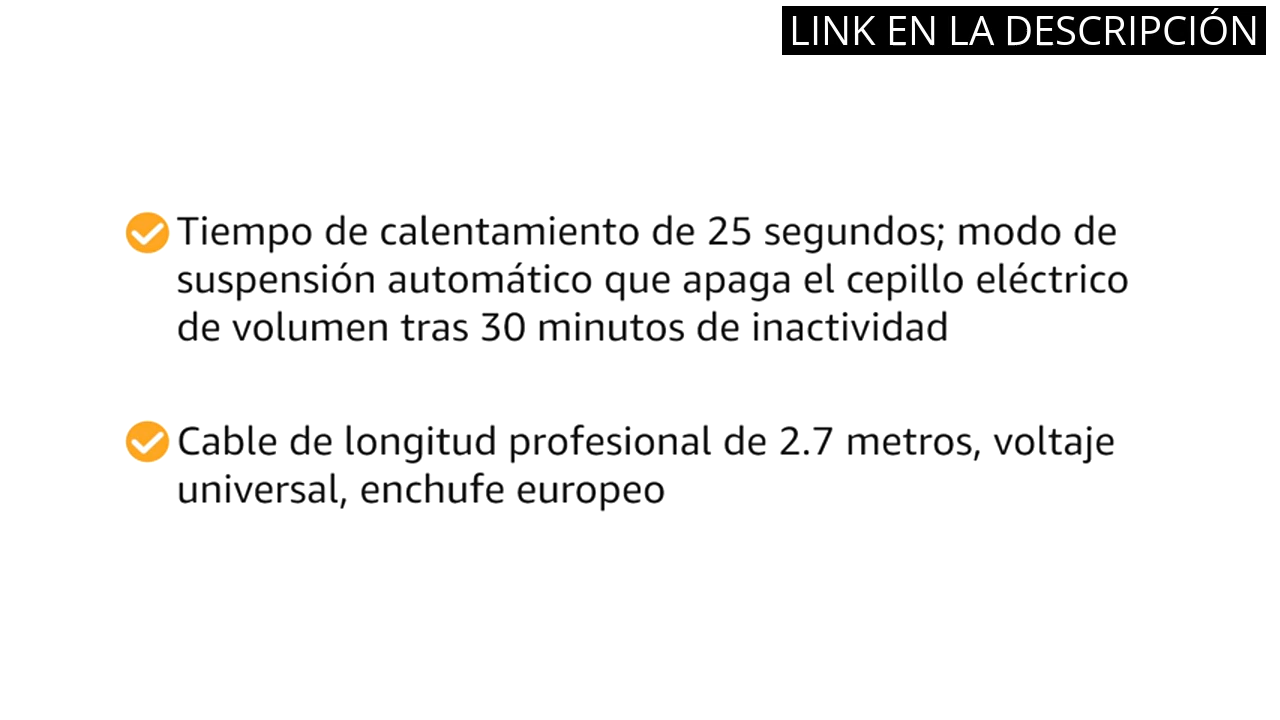 LINK EN LA DESCRIPCIÓN
Tiempo de calentamiento de 25 segundos; modo de
suspensión automático que apaga el cepillo eléctrico
de volumen tras 30 minutos de inactividad
Cable de longitud profesional de 2.7 metros, voltaje
universal, enchufe europeo